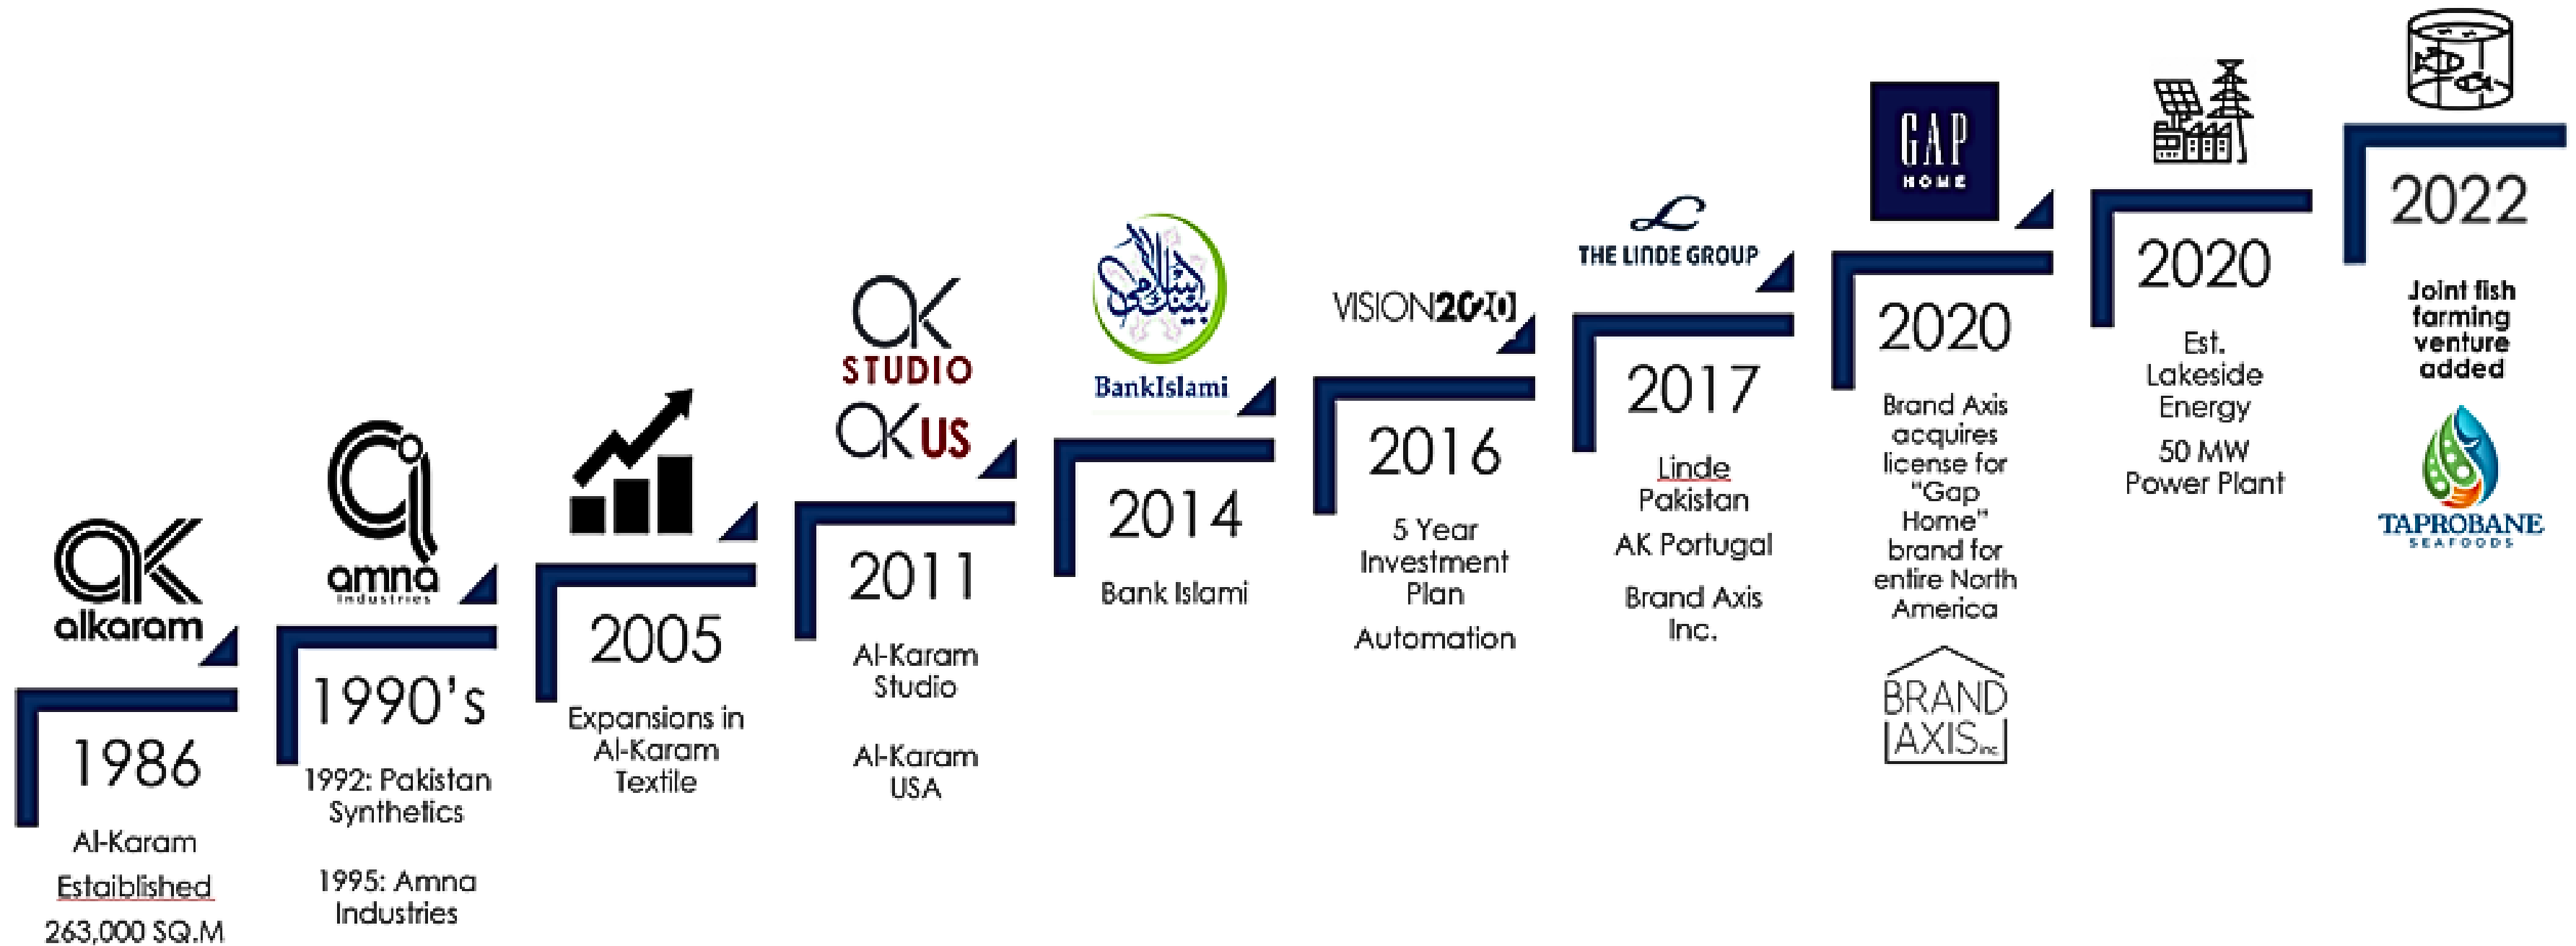 alkaram
1986
Al-Karam
Estaiblished
263,000 SQ.M
amna
industries
1990's
1992: Pakistan
Synthetics
1995: Amna
Industries
2005
Expansions in
Al-Karam
Textile
ak
STUDIO
ak US
2011
Al-Karam
Studio
Al-Karam
USA
بینک اسلامی
BankIslami
2014
Bank Islami
VISION2020
2016
5 Year
Investment
Plan
Automation
THE LINDE GROUP
2017
Linde
Pakistan
AK Portugal
Brand Axis
Inc.
GAP
HOME
2020
Brand Axis
acquires
license for
"Gap
Home"
brand for
entire North
America
BRAND
AXIS inc
2020
Est.
Lakeside
Energy
50 MW
Power Plant
2022
Joint fish
farming
venture
added
TAPROBANE
SEAFOODS